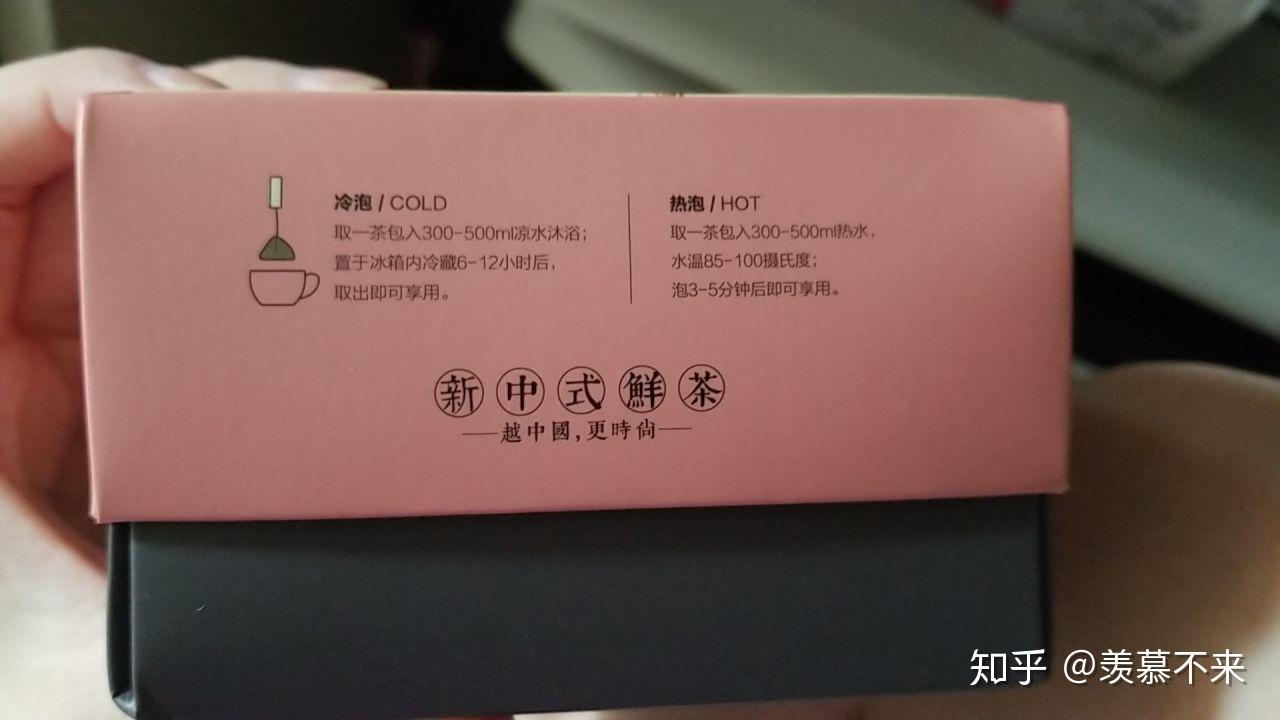 冷泡 / COLD
取一茶包入300-500ml凉水沐浴；
置于冰箱内冷藏6-12小时后，
取出即可享用。
热泡 / HOT
取一茶包入300-500ml热水，
水温85-100摄氏度；
泡3-5分钟后即可享用。
新中式鮮茶
——越中國,更時尚——
知乎 @羡慕不来